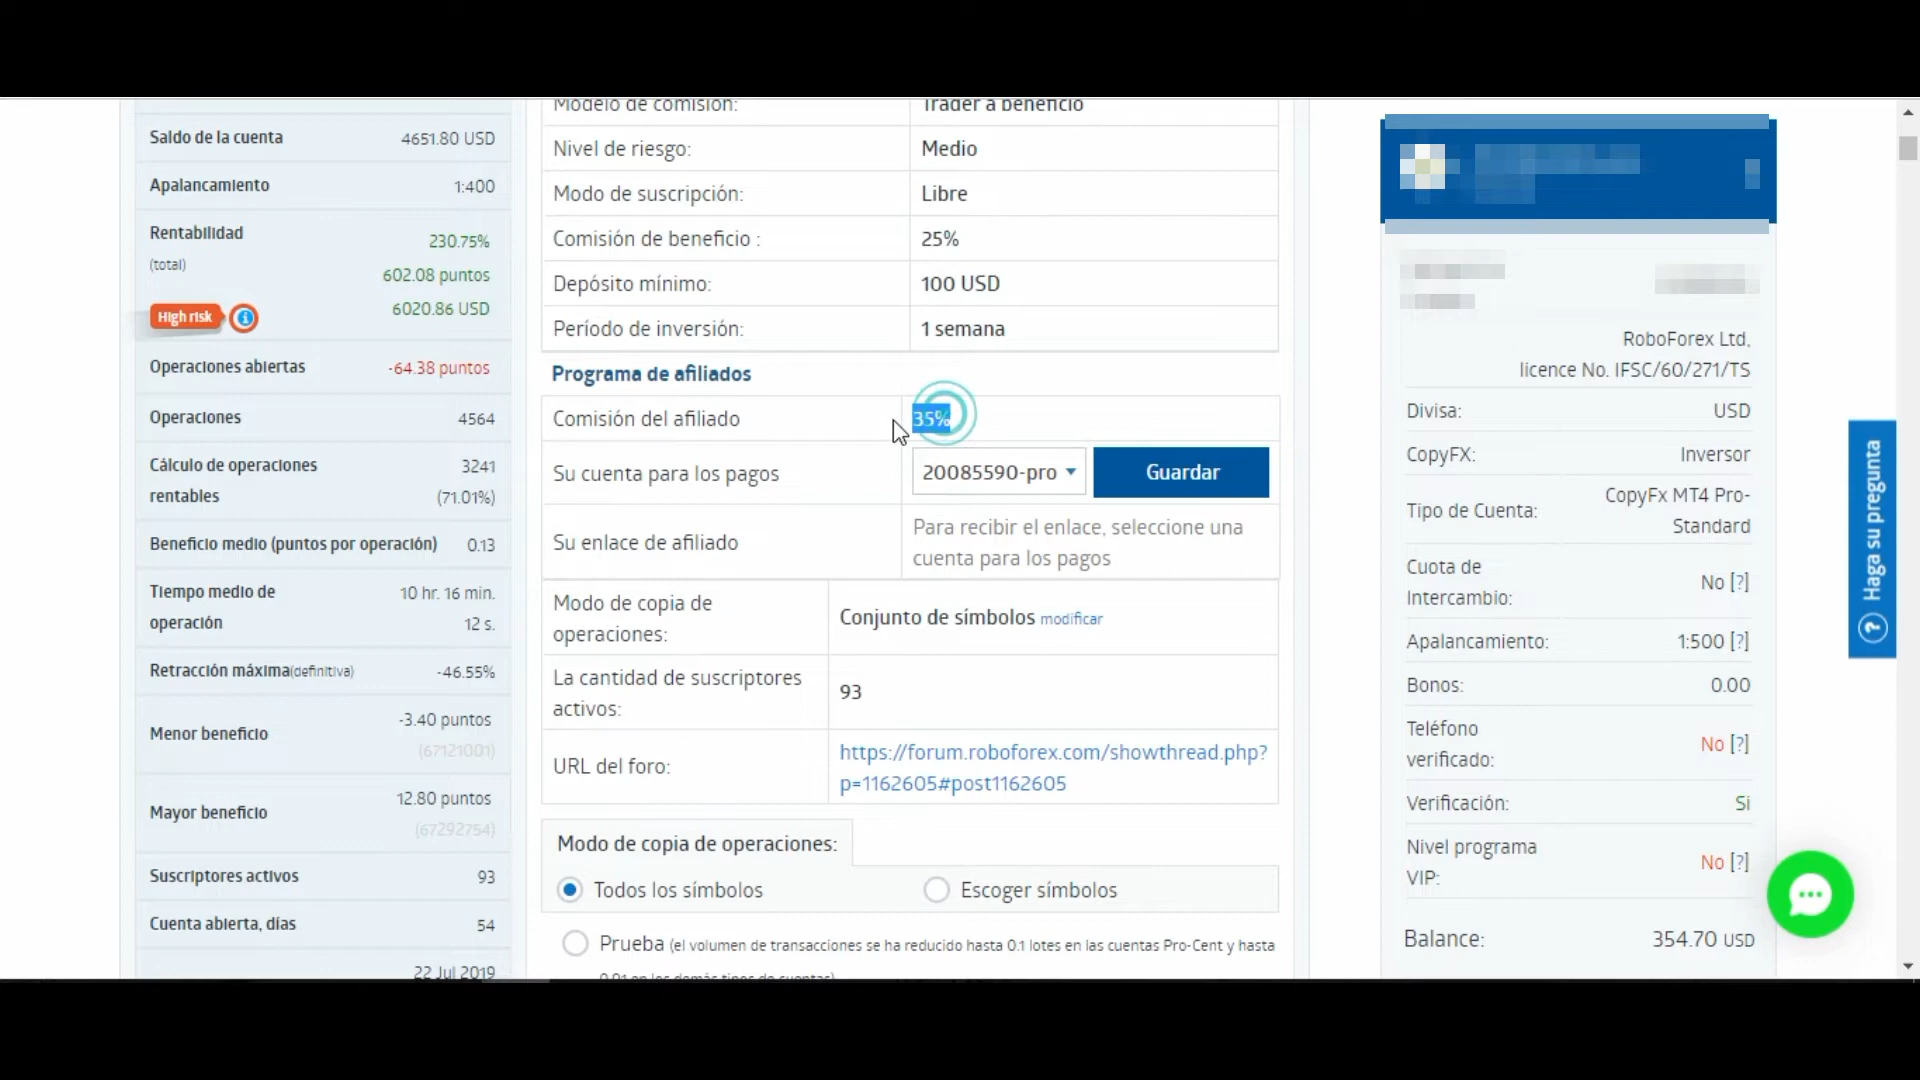 Saldo de la cuenta 4651.80 USD
Apalancamiento 1:400
Rentabilidad 230.75%
(total)
602.08 puntos
High risk 6020.86 USD
Operaciones abiertas -64.38 puntos
Operaciones 4564
Cálculo de operaciones 3241
rentables (71.01%)
Beneficio medio (puntos por operación) 0.13
Tiempo medio de 10 hr. 16 min.
operación 12 s.
Retracción máxima(definitiva) -46.55%
Menor beneficio -3.40 puntos
(67121001)
Mayor beneficio 12.80 puntos
(67292754)
Suscriptores activos 93
Cuenta abierta, días 54
22 Jul 2019
Modelo de comisión: Trader a beneficio
Nivel de riesgo: Medio
Modo de suscripción: Libre
Comisión de beneficio : 25%
Depósito mínimo: 100 USD
Período de inversión: 1 semana
Programa de afiliados
Comisión del afiliado 35%
Su cuenta para los pagos 20085590-pro Guardar
Su enlace de afiliado Para recibir el enlace, seleccione una
cuenta para los pagos
Modo de copia de
operaciones: Conjunto de símbolos modificar
La cantidad de suscriptores
activos: 93
URL del foro: https://forum.roboforex.com/showthread.php?
p=1162605#post1162605
Modo de copia de operaciones:
Todos los símbolos Escoger símbolos
Prueba (el volumen de transacciones se ha reducido hasta 0.1 lotes en las cuentas Pro-Cent y hasta
0.01 en los demás tipos de cuentas)
RoboForex Ltd,
licence No. IFSC/60/271/TS
Divisa: USD
CopyFX: Inversor
Tipo de Cuenta: CopyFx MT4 Pro-
Standard
Cuota de
Intercambio: No [?]
Apalancamiento: 1:500 [?]
Bonos: 0.00
Teléfono
verificado: No [?]
Verificación: Si
Nivel programa
VIP: No [?]
Balance: 354.70 USD
Haga su pregunta